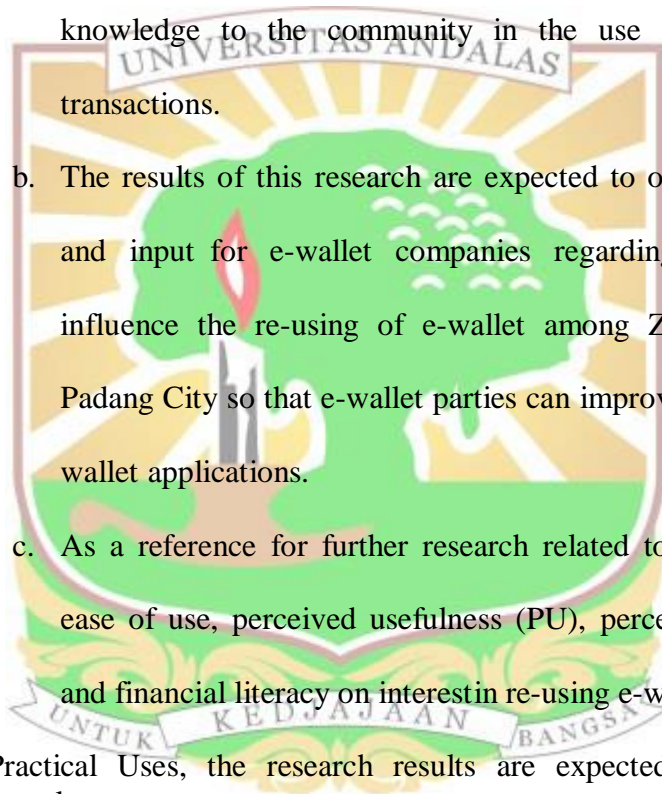 knowledge to the community in the use
UNIVERSITAS ANDALAS
transactions.
b. The results of this research are expected to o
and input for e-wallet companies regarding
influence the re-using of e-wallet among Z
Padang City so that e-wallet parties can improv
wallet applications.
c. As a reference for further research related to
ease of use, perceived usefulness (PU), perce
and financial literacy on interestin re-using e-w
UNTUK KEDJAJAAN BANGSA
Practical Uses, the research results are expected